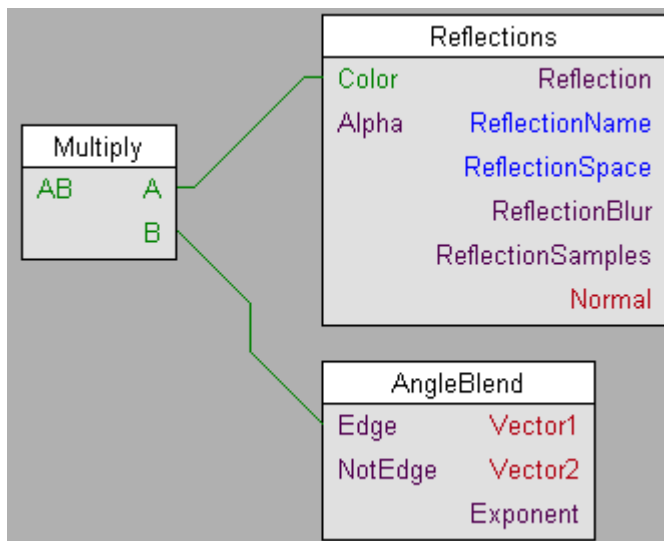 Multiply
AB A
B
Reflections
Color Reflection
Alpha ReflectionName
ReflectionSpace
ReflectionBlur
ReflectionSamples
Normal
AngleBlend
Edge Vector1
NotEdge Vector2
Exponent